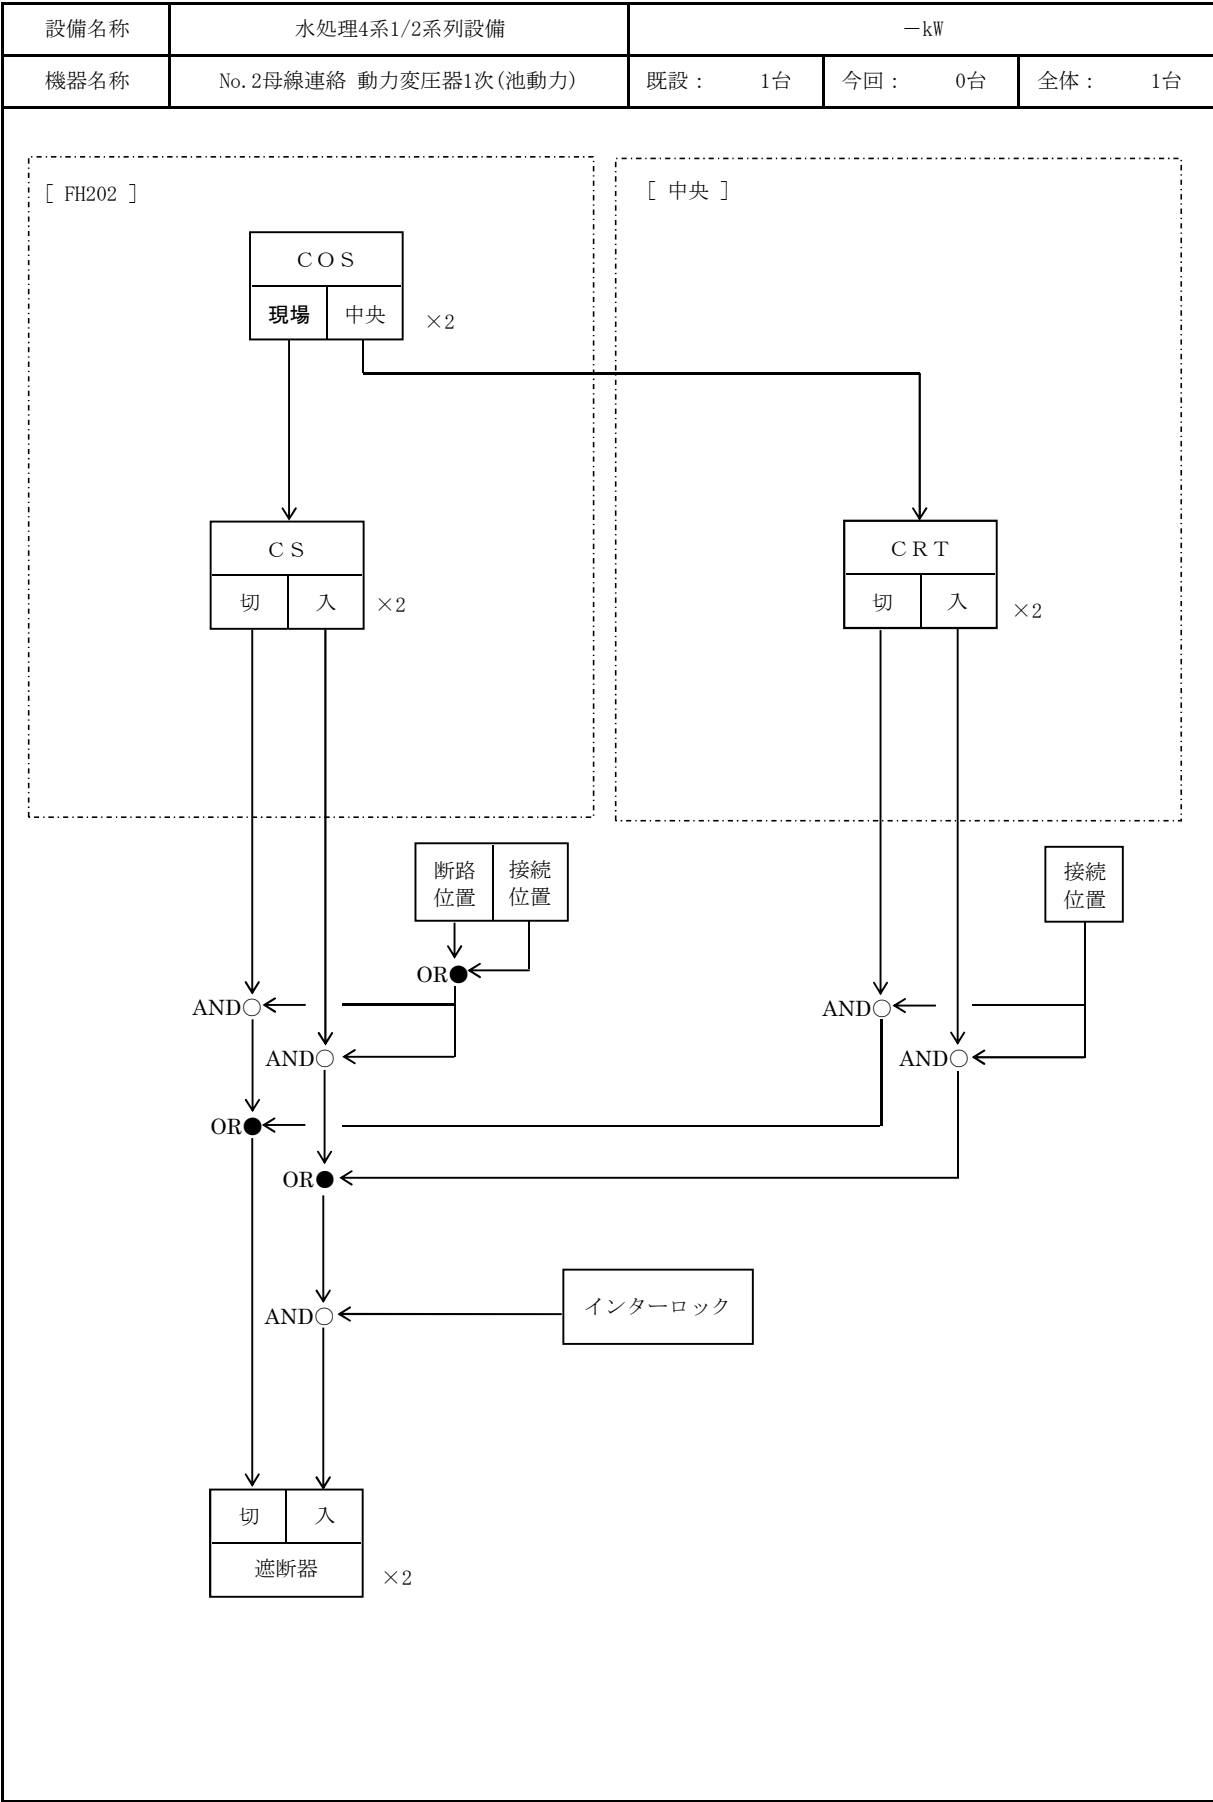 設備名称 水処理4系1/2系列設備 －kW
機器名称 No.2母線連絡 動力変圧器1次(池動力) 既設： 1台 今回： 0台 全体： 1台
[ FH202 ]
[ 中央 ]
ＣＯＳ
現場 中央 ×2
ＣＳ
切 入 ×2
ＣＲＴ
切 入 ×2
断路
位置
接続
位置
接続
位置
OR●
AND○
AND○
AND○
AND○
OR●
OR●
AND○
インターロック
切 入
遮断器 ×2